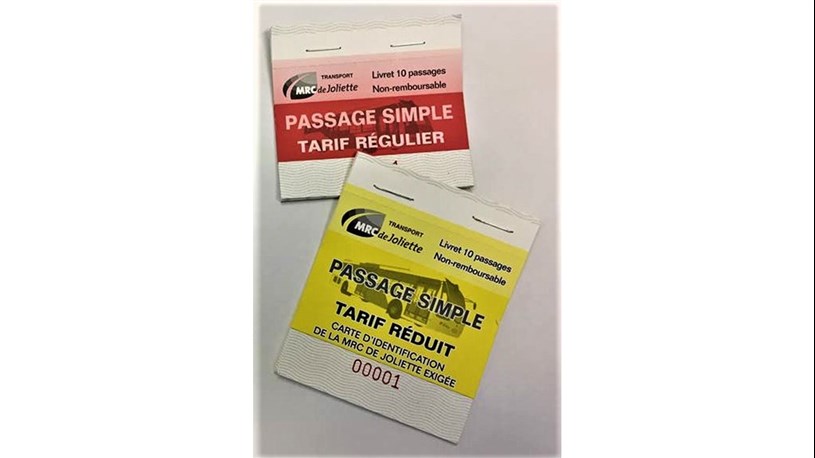 TRANSPORT
MRC de Joliette
Livret 10 passages
Non-remboursable
PASSAGE SIMPLE
TARIF RÉGULIER
TRANSPORT
MRC de Joliette
Livret 10 passages
Non-remboursable
PASSAGE SIMPLE
TARIF RÉDUIT
CARTE D'IDENTIFICATION
DE LA MRC DE JOLIETTE EXIGÉE
00001